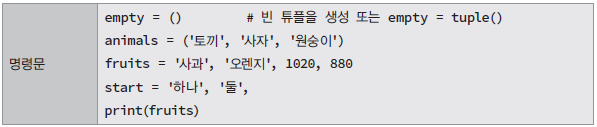 명령문
empty = ()          # 빈 튜플을 생성 또는 empty = tuple()
animals = ('토끼', '사자', '원숭이')
fruits = '사과', '오렌지', 1020, 880
start = '하나', '둘',
print(fruits)